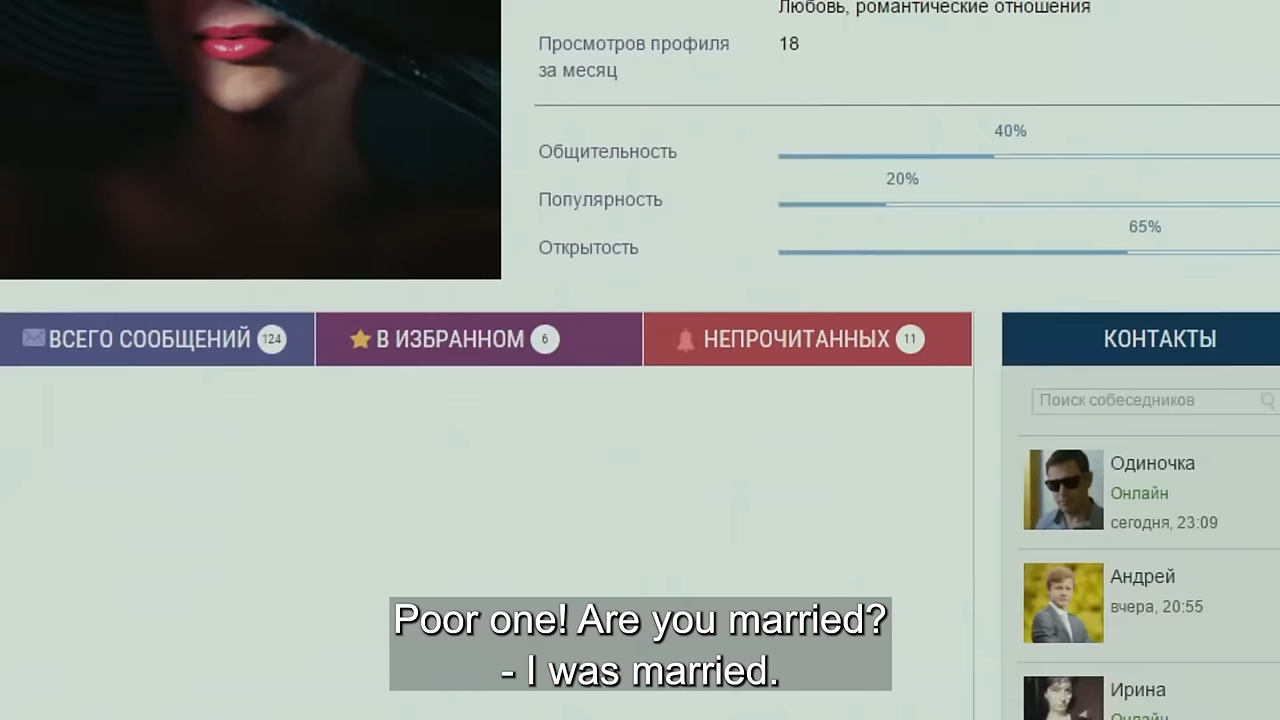 Любовь, романтические отношения
Просмотров профиля 18
за месяц
40%
Общительность
20%
Популярность
65%
Открытость
ВСЕГО СООБЩЕНИЙ 124
В ИЗБРАННОМ 6
НЕПРОЧИТАННЫХ 11
КОНТАКТЫ
Поиск собеседников
Одиночка
Онлайн
сегодня, 23:09
Андрей
вчера, 20:55
Ирина
Онлайн
Poor one! Are you married?
- I was married.